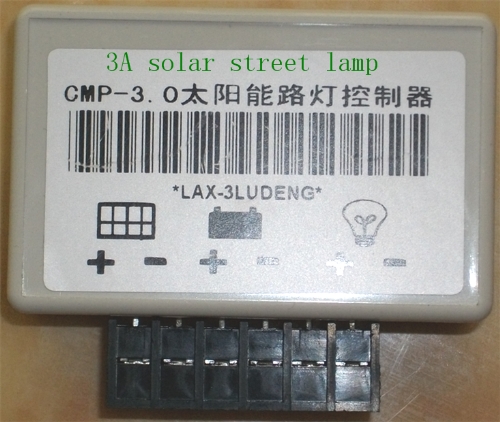 3A solar street lamp
CMP-3.0太阳能路灯控制器
*LAX-3LUDENG*
+ - + - + -